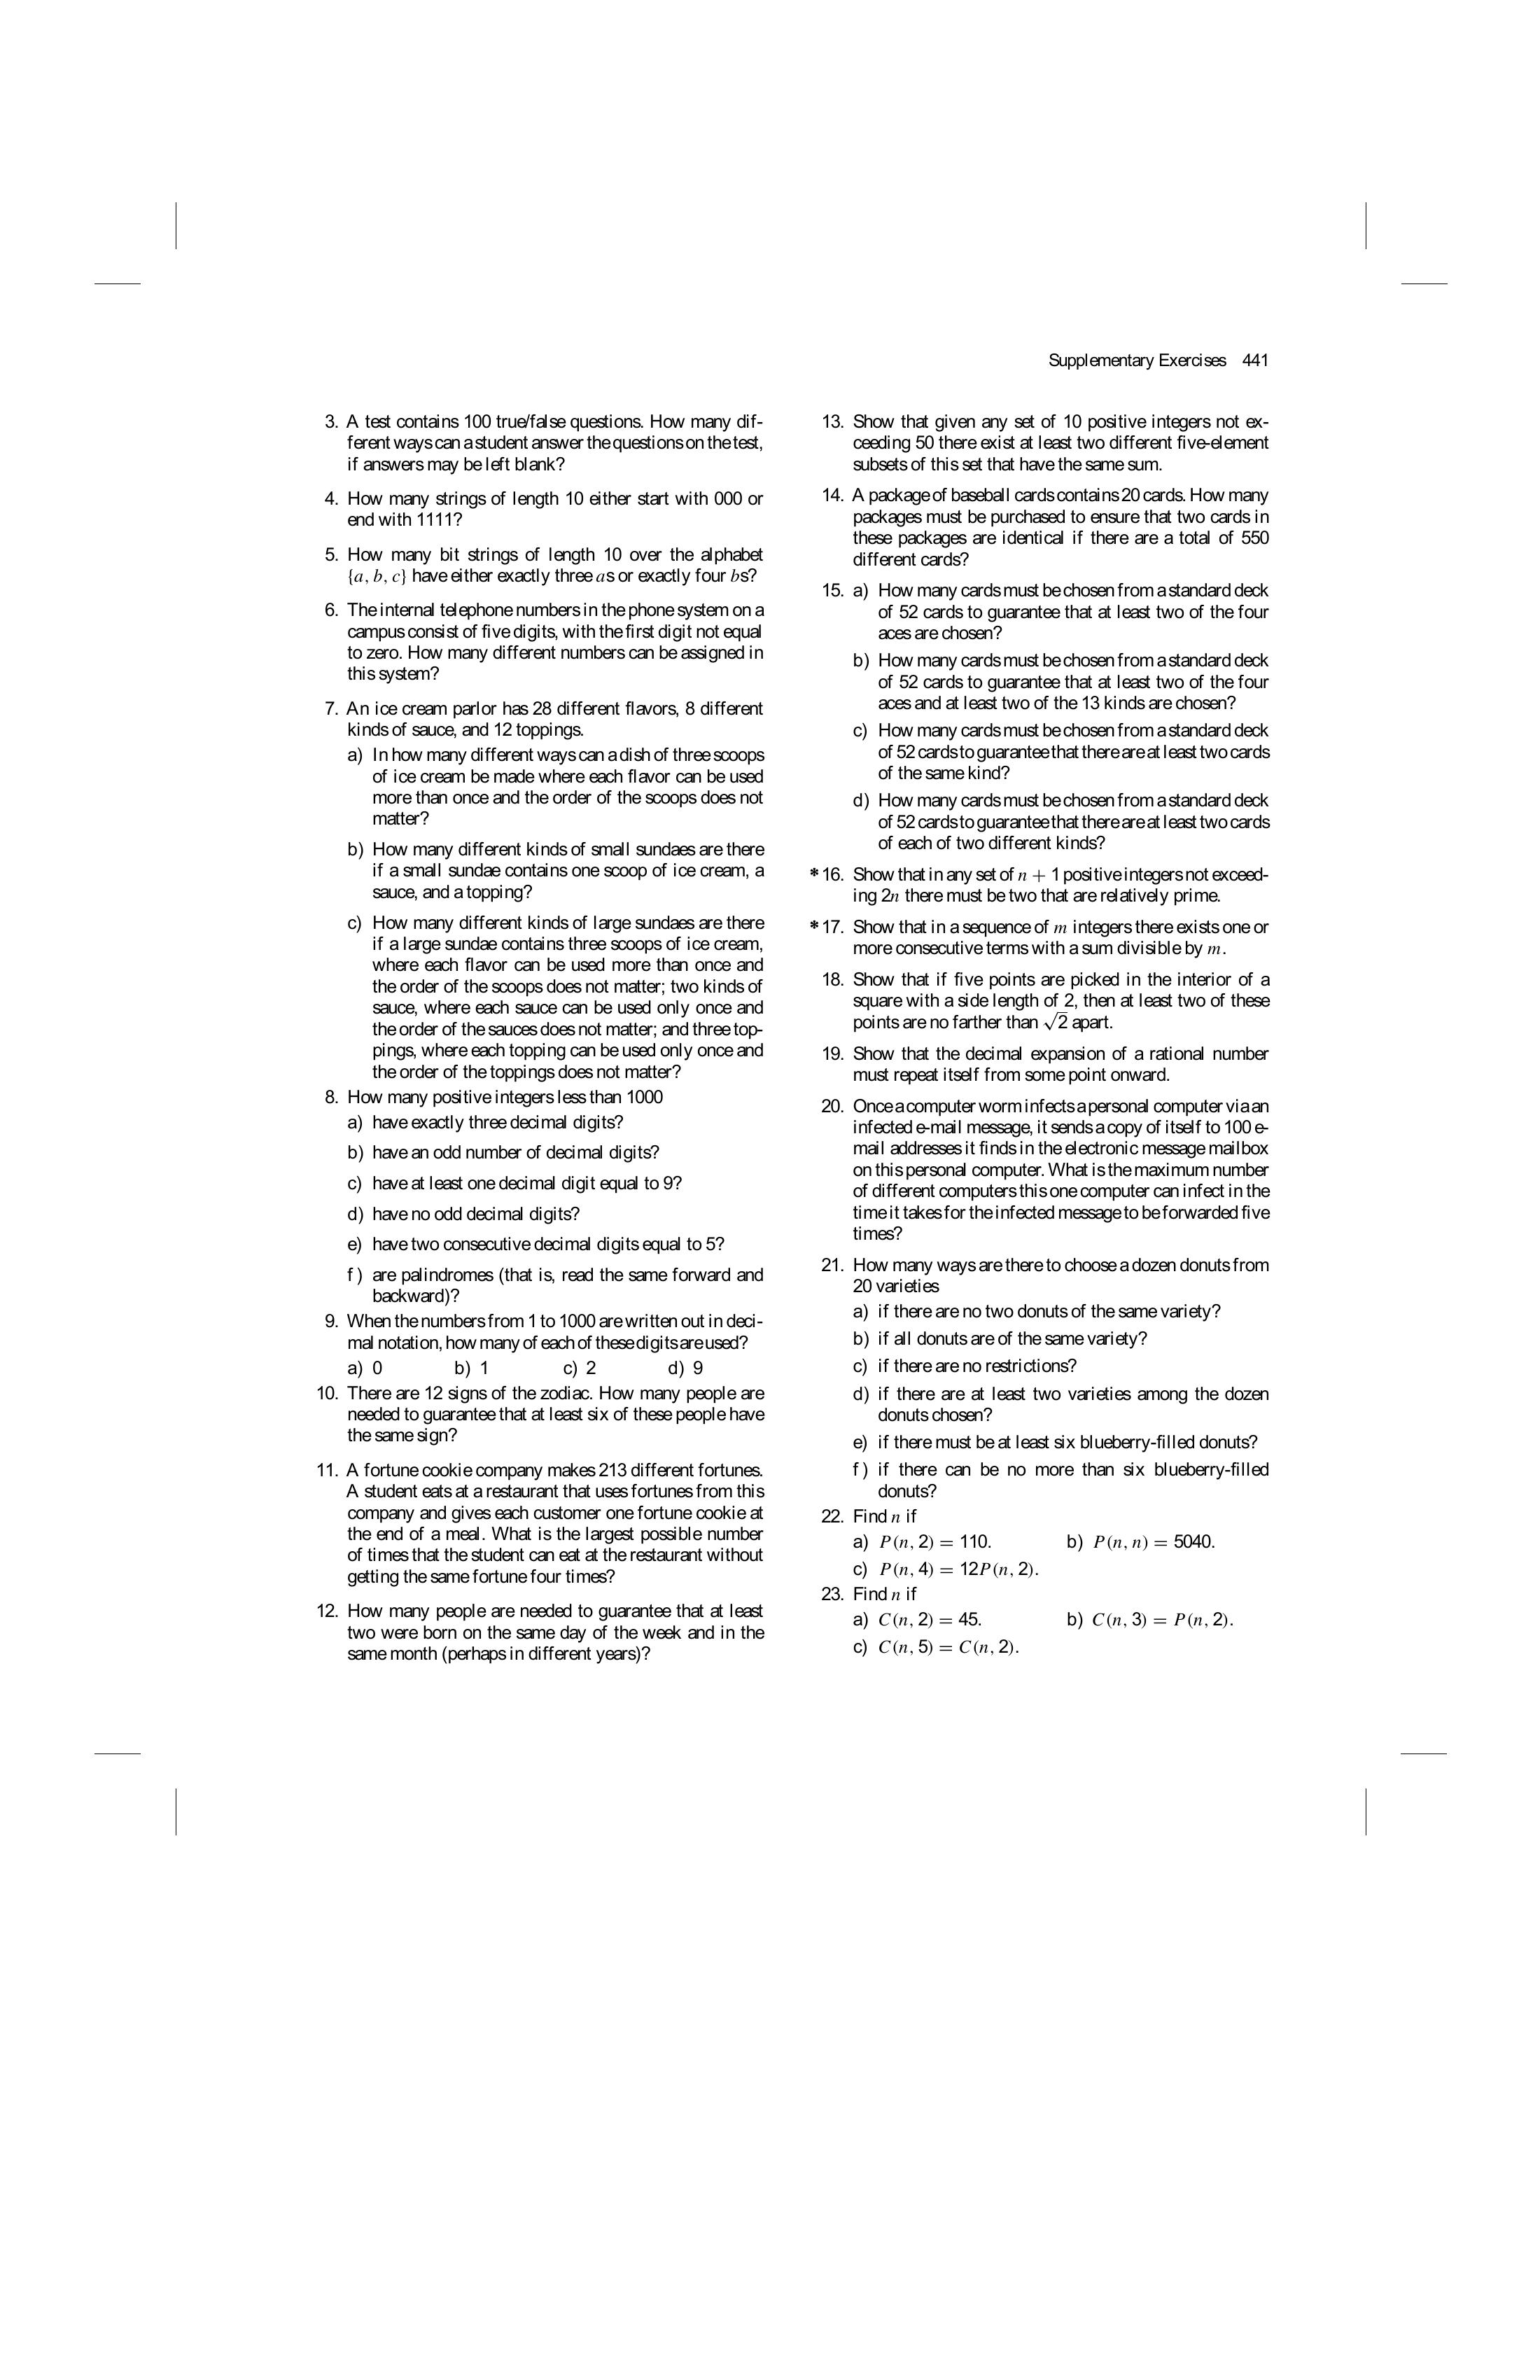 Supplementary Exercises 441
3. A test contains 100 true/false questions. How many dif-
ferent ways can a student answer the questions on the test,
if answers may be left blank?
4. How many strings of length 10 either start with 000 or
end with 1111?
5. How many bit strings of length 10 over the alphabet
{a, b, c} have either exactly three as or exactly four bs?
6. The internal telephone numbers in the phone system on a
campus consist of five digits, with the first digit not equal
to zero. How many different numbers can be assigned in
this system?
7. An ice cream parlor has 28 different flavors, 8 different
kinds of sauce, and 12 toppings.
a) In how many different ways can a dish of three scoops
of ice cream be made where each flavor can be used
more than once and the order of the scoops does not
matter?
b) How many different kinds of small sundaes are there
if a small sundae contains one scoop of ice cream, a
sauce, and a topping?
c) How many different kinds of large sundaes are there
if a large sundae contains three scoops of ice cream,
where each flavor can be used more than once and
the order of the scoops does not matter; two kinds of
sauce, where each sauce can be used only once and
the order of the sauces does not matter; and three top-
pings, where each topping can be used only once and
the order of the toppings does not matter?
8. How many positive integers less than 1000
a) have exactly three decimal digits?
b) have an odd number of decimal digits?
c) have at least one decimal digit equal to 9?
d) have no odd decimal digits?
e) have two consecutive decimal digits equal to 5?
f) are palindromes (that is, read the same forward and
backward)?
9. When the numbers from 1 to 1000 are written out in deci-
mal notation, how many of each of these digits are used?
a) 0 b) 1 c) 2 d) 9
10. There are 12 signs of the zodiac. How many people are
needed to guarantee that at least six of these people have
the same sign?
11. A fortune cookie company makes 213 different fortunes.
A student eats at a restaurant that uses fortunes from this
company and gives each customer one fortune cookie at
the end of a meal. What is the largest possible number
of times that the student can eat at the restaurant without
getting the same fortune four times?
12. How many people are needed to guarantee that at least
two were born on the same day of the week and in the
same month (perhaps in different years)?
13. Show that given any set of 10 positive integers not ex-
ceeding 50 there exist at least two different five-element
subsets of this set that have the same sum.
14. A package of baseball cards contains 20 cards. How many
packages must be purchased to ensure that two cards in
these packages are identical if there are a total of 550
different cards?
15. a) How many cards must be chosen from a standard deck
of 52 cards to guarantee that at least two of the four
aces are chosen?
b) How many cards must be chosen from a standard deck
of 52 cards to guarantee that at least two of the four
aces and at least two of the 13 kinds are chosen?
c) How many cards must be chosen from a standard deck
of 52 cards to guarantee that there are at least two cards
of the same kind?
d) How many cards must be chosen from a standard deck
of 52 cards to guarantee that there are at least two cards
of each of two different kinds?
*16. Show that in any set of n + 1 positive integers not exceed-
ing 2n there must be two that are relatively prime.
*17. Show that in a sequence of m integers there exists one or
more consecutive terms with a sum divisible by m.
18. Show that if five points are picked in the interior of a
square with a side length of 2, then at least two of these
points are no farther than √2 apart.
19. Show that the decimal expansion of a rational number
must repeat itself from some point onward.
20. Once a computer worm infects a personal computer via an
infected e-mail message, it sends a copy of itself to 100 e-
mail addresses it finds in the electronic message mailbox
on this personal computer. What is the maximum number
of different computers this one computer can infect in the
time it takes for the infected message to be forwarded five
times?
21. How many ways are there to choose a dozen donuts from
20 varieties
a) if there are no two donuts of the same variety?
b) if all donuts are of the same variety?
c) if there are no restrictions?
d) if there are at least two varieties among the dozen
donuts chosen?
e) if there must be at least six blueberry-filled donuts?
f) if there can be no more than six blueberry-filled
donuts?
22. Find n if
a) P(n, 2) = 110. b) P(n, n) = 5040.
c) P(n, 4) = 12P(n, 2).
23. Find n if
a) C(n, 2) = 45. b) C(n, 3) = P(n, 2).
c) C(n, 5) = C(n, 2).